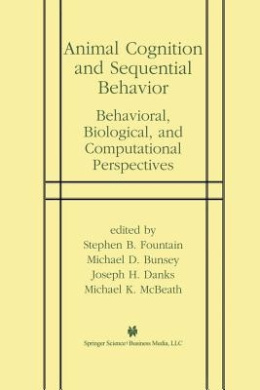 Animal Cognition
and Sequential
Behavior
Behavioral,
Biological, and
Computational
Perspectives
edited by
Stephen B. Fountain
Michael D. Bunsey
Joseph H. Danks
Michael K. McBeath
Springer Science+Business Media, LLC